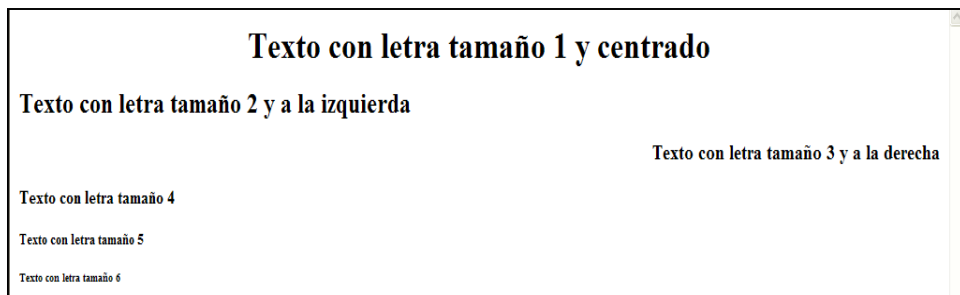 Texto con letra tamaño 1 y centrado
Texto con letra tamaño 2 y a la izquierda
Texto con letra tamaño 3 y a la derecha
Texto con letra tamaño 4
Texto con letra tamaño 5
Texto con letra tamaño 6